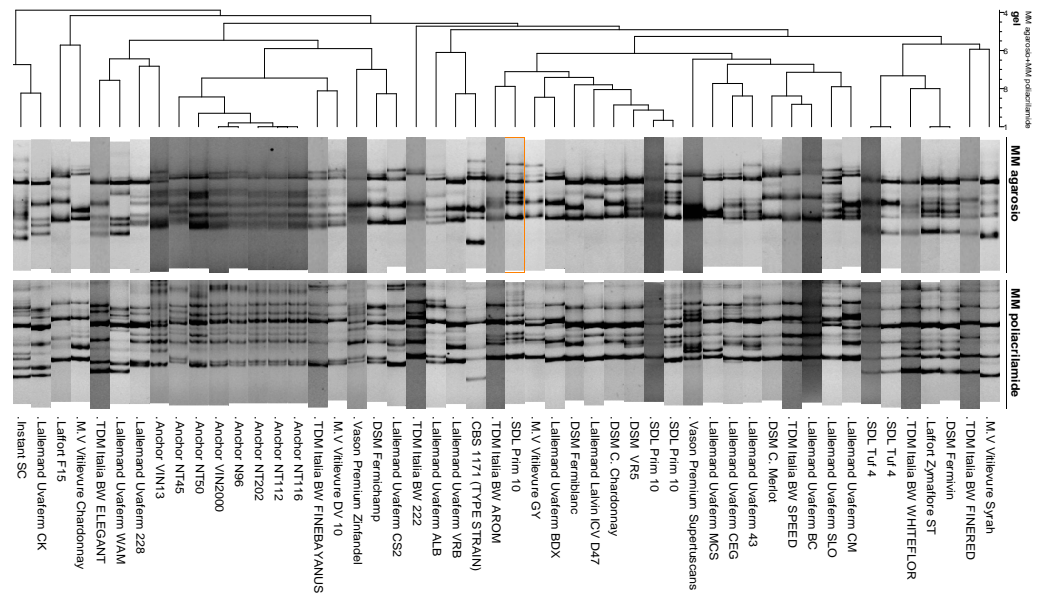 MM agarosio+MM poliacrilamide
gel
4
6
8
1
MM agarosio
MM poliacrilamide
. Instant SC
. Lallemand Uvaferm CK
. Laffort F15
. M.V Vitilevure Chardonnay
. TDM Italia BW ELEGANT
. Lallemand Uvaferm WAM
. Lallemand Uvaferm 228
. Anchor VIN13
. Anchor NT45
. Anchor NT50
. Anchor VIN2000
. Anchor N96
. Anchor NT202
. Anchor NT112
. Anchor NT116
. TDM Italia BW FINEBAYANUS
. M.V Vitilevure DV 10
. Vason Premium Zinfandel
. DSM Fermichamp
. Lallemand Uvaferm CS2
. TDM Italia BW 222
. Lallemand Uvaferm ALB
. Lallemand Uvaferm VRB
. CBS 1171 (TYPE STRAIN)
. TDM Italia BW AROM
. SDL Prim 10
. M.V Vitilevure GY
. Lallemand Uvaferm BDX
. DSM Fermiblanc
. Lallemand Lalvin ICV D47
. DSM C. Chardonnay
. DSM VR5
. SDL Prim 10
. SDL Prim 10
. Vason Premium Supertuscans
. Lallemand Uvaferm MCS
. Lallemand Uvaferm CEG
. Lallemand Uvaferm 43
. DSM C. Merlot
. TDM Italia BW SPEED
. Lallemand Uvaferm BC
. Lallemand Uvaferm SLO
. Lallemand Uvaferm CM
. SDL Tuf 4
. SDL Tuf 4
. TDM Italia BW WHITEFLOR
. Laffort Zymaflore ST
. DSM Fermivin
. TDM Italia BW FINERED
. M.V Vitilevure Syrah